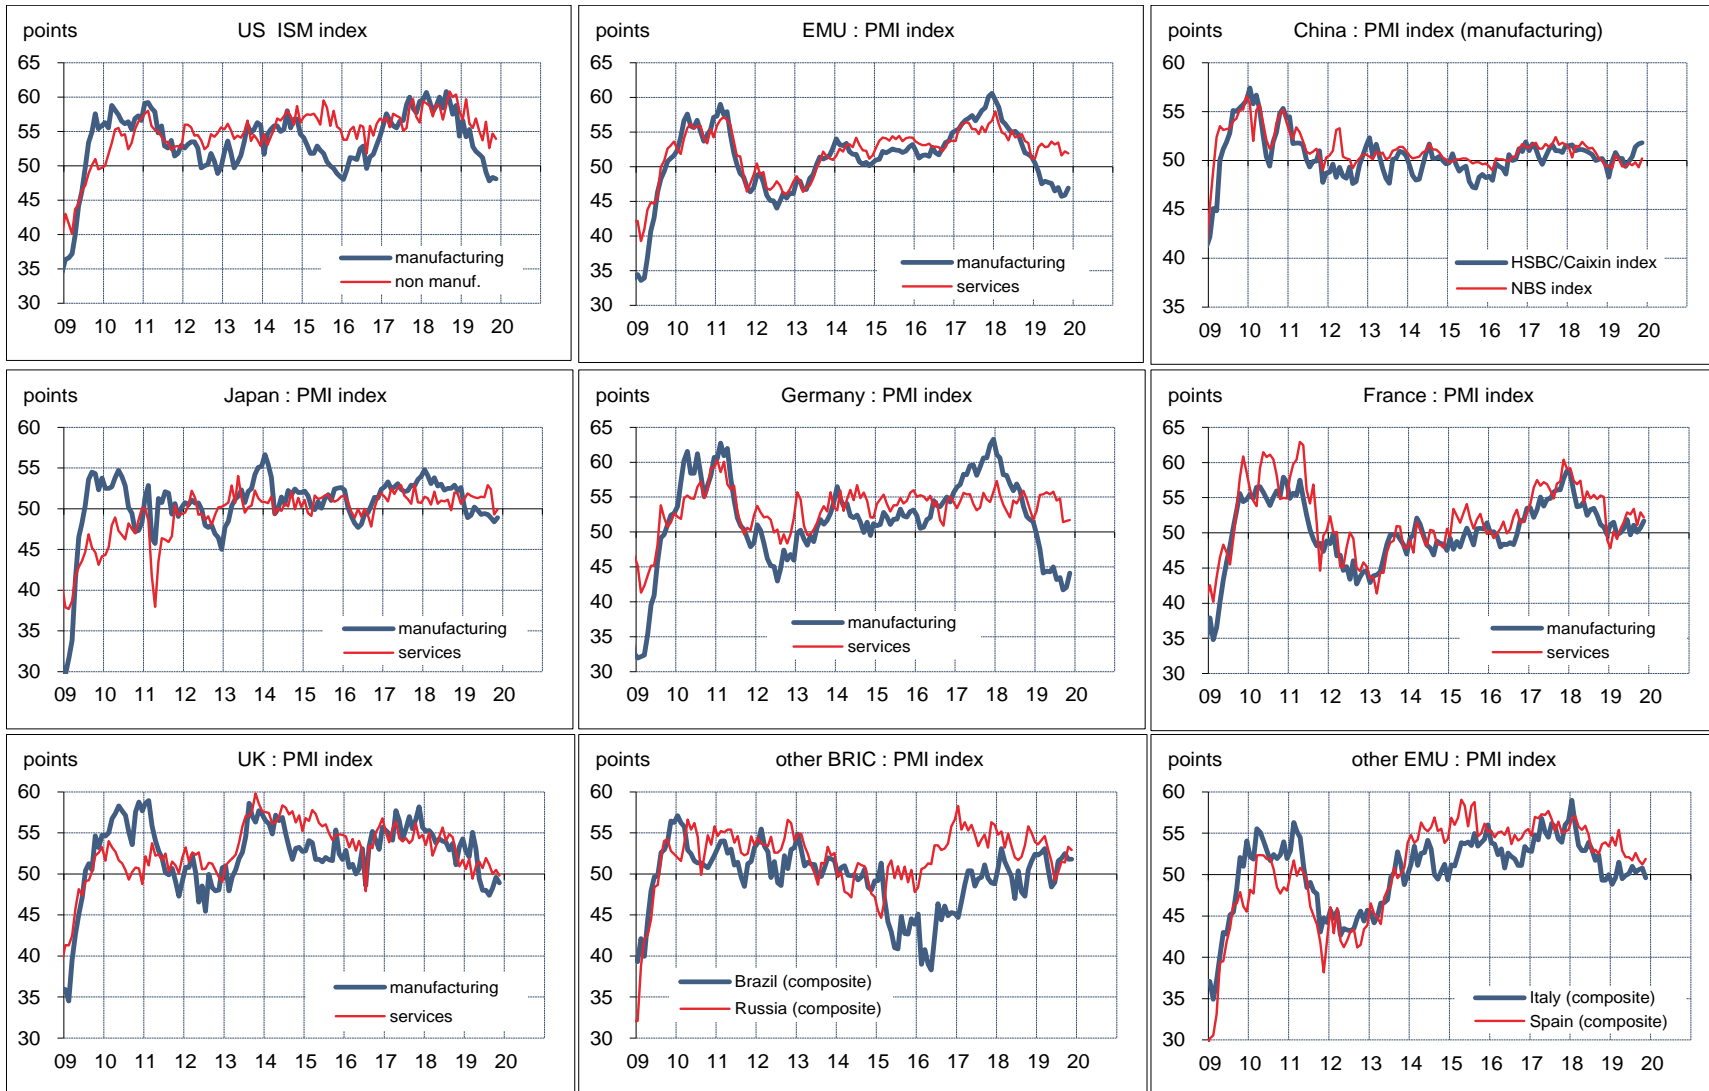 points US ISM index
65
60
55
50
45
40
35
30
manufacturing
non manuf.
09 10 11 12 13 14 15 16 17 18 19 20
points EMU : PMI index
65
60
55
50
45
40
35
30
manufacturing
services
09 10 11 12 13 14 15 16 17 18 19 20
points China : PMI index (manufacturing)
60
55
50
45
40
35
HSBC/Caixin index
NBS index
09 10 11 12 13 14 15 16 17 18 19 20
points Japan : PMI index
60
55
50
45
40
35
30
manufacturing
services
09 10 11 12 13 14 15 16 17 18 19 20
points Germany : PMI index
65
60
55
50
45
40
35
30
manufacturing
services
09 10 11 12 13 14 15 16 17 18 19 20
points France : PMI index
65
60
55
50
45
40
35
30
manufacturing
services
09 10 11 12 13 14 15 16 17 18 19 20
points UK : PMI index
60
55
50
45
40
35
30
manufacturing
services
09 10 11 12 13 14 15 16 17 18 19 20
points other BRIC : PMI index
60
55
50
45
40
35
30
Brazil (composite)
Russia (composite)
09 10 11 12 13 14 15 16 17 18 19 20
points other EMU : PMI index
60
55
50
45
40
35
30
Italy (composite)
Spain (composite)
09 10 11 12 13 14 15 16 17 18 19 20